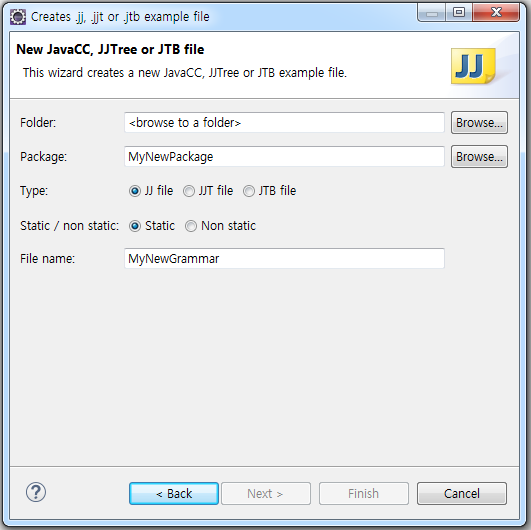 Creates .jj, .jjt or .jtb example file
New JavaCC, JJTree or JTB file
This wizard creates a new JavaCC, JJTree or JTB example file.
JJ
Folder: <browse to a folder> Browse...
Package: MyNewPackage Browse...
Type: JJ file JJT file JTB file
Static / non static: Static Non static
File name: MyNewGrammar
? < Back Next > Finish Cancel